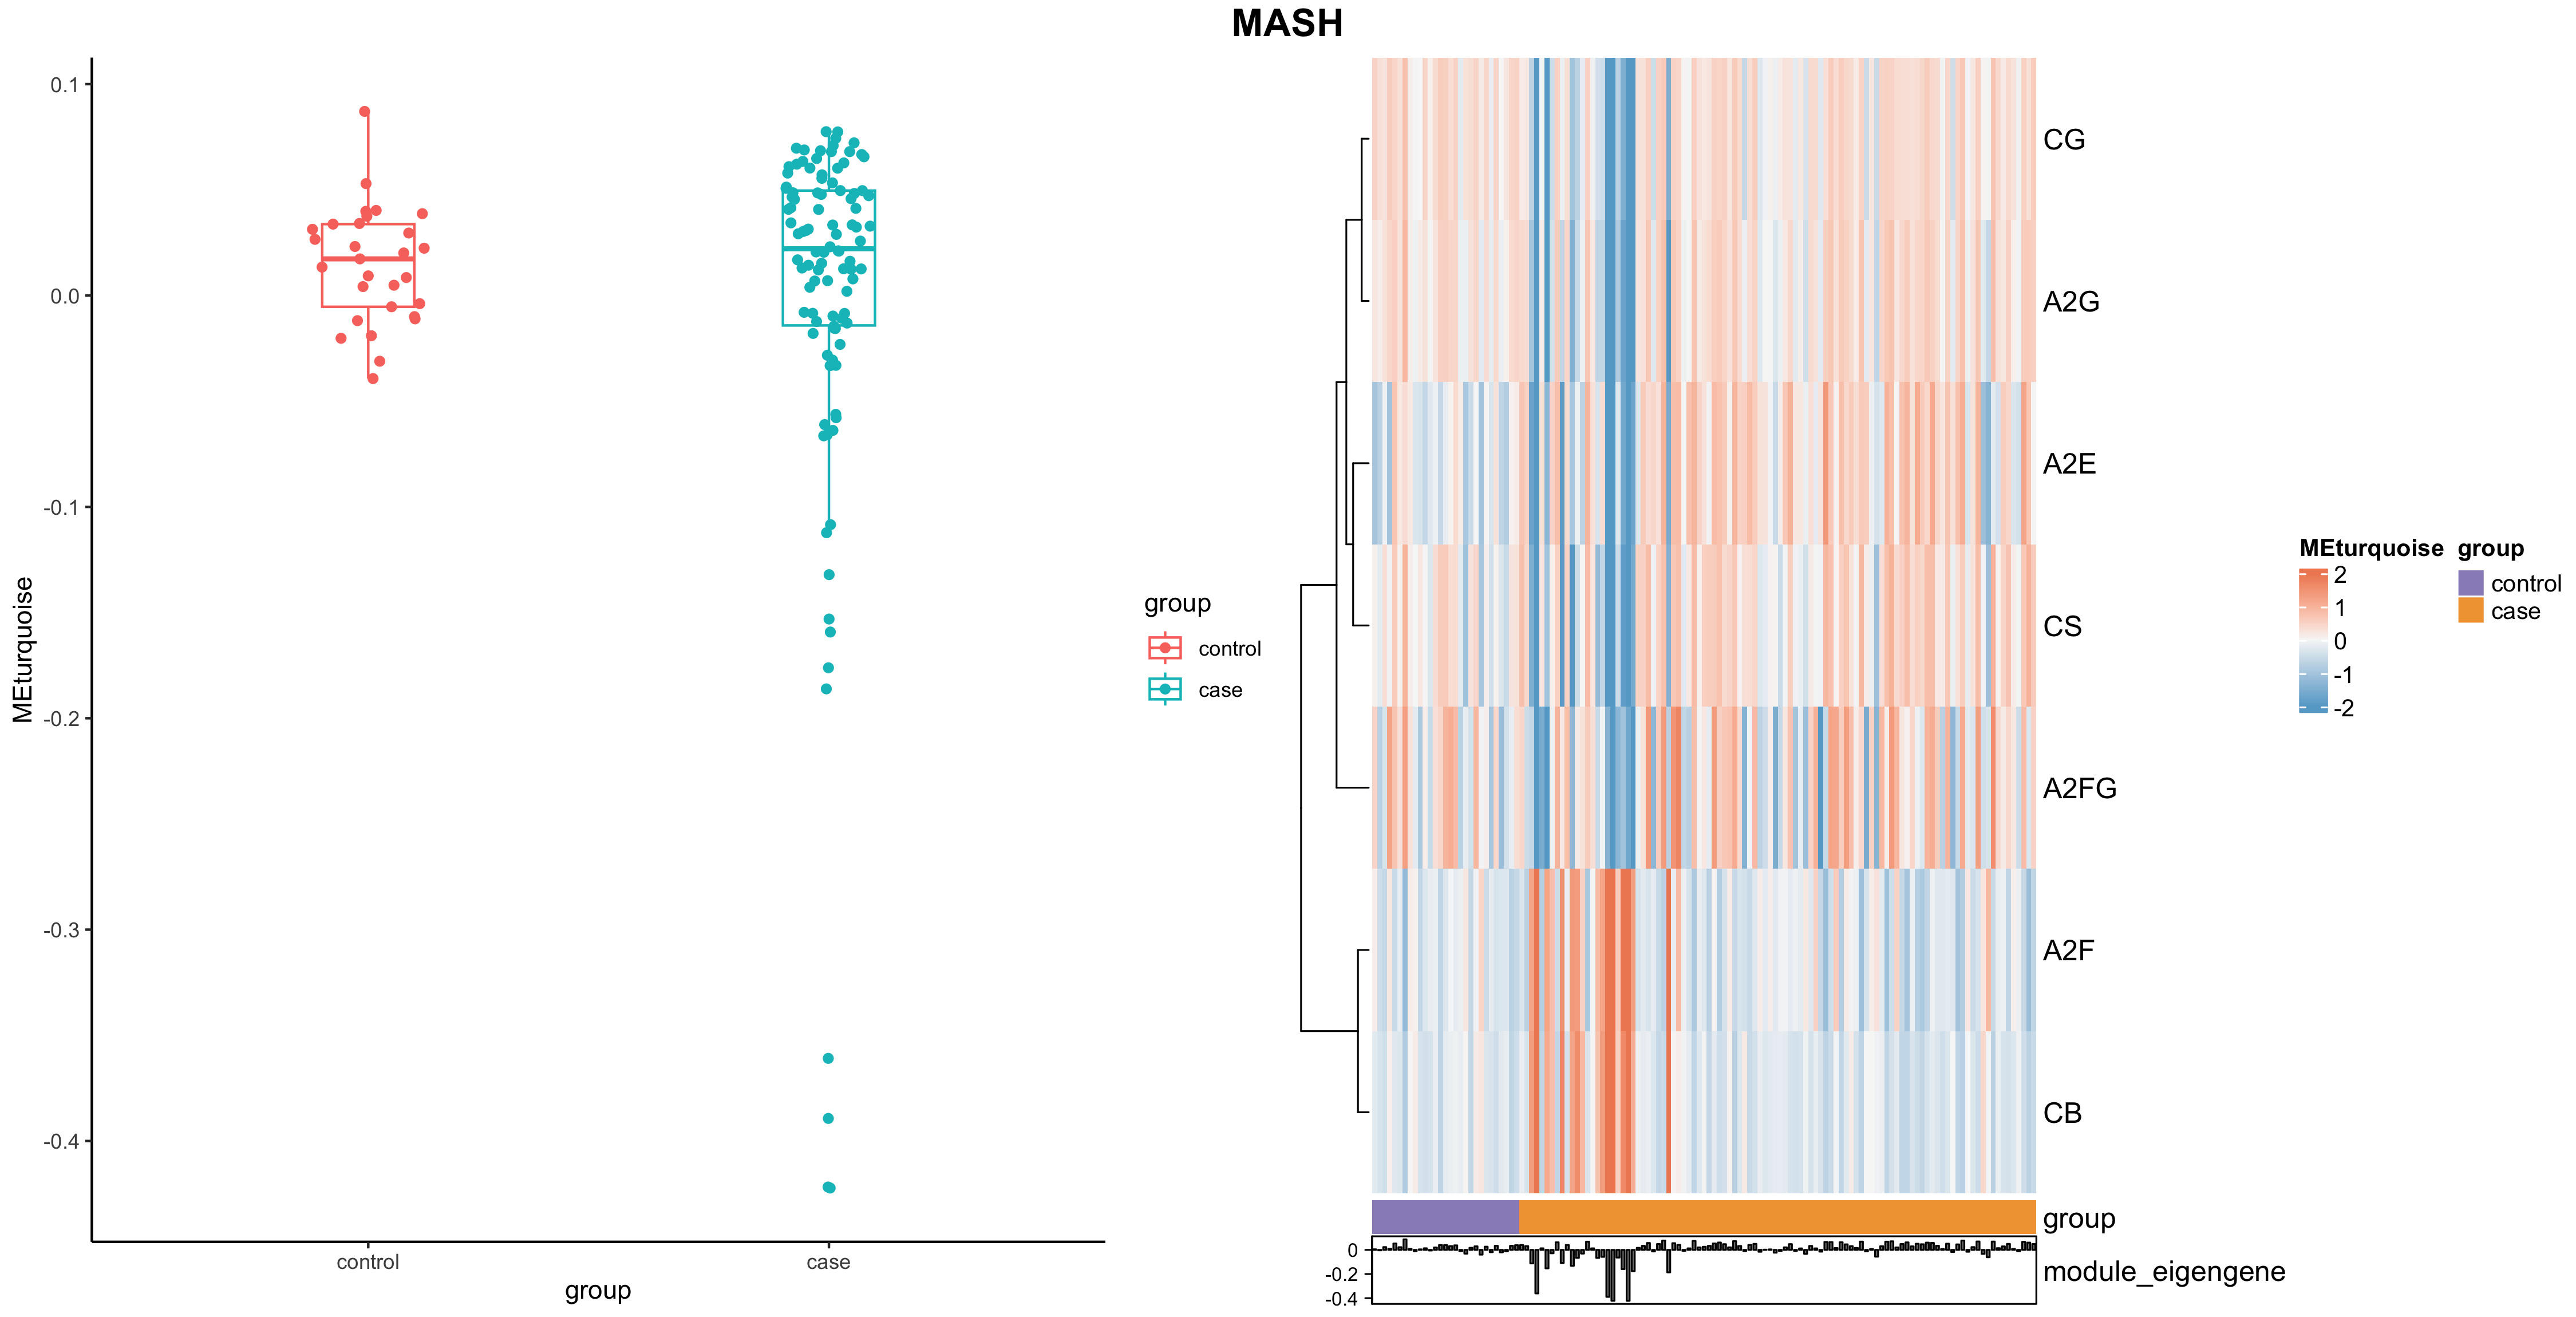 MASH
0.1
0.0
-0.1
-0.2
-0.3
-0.4
MEturquoise
control
case
group
group
control
case
CG
A2G
A2E
CS
A2FG
A2F
CB
group
0
-0.2
-0.4
module_eigengene
MEturquoise
2
1
0
-1
-2
group
control
case